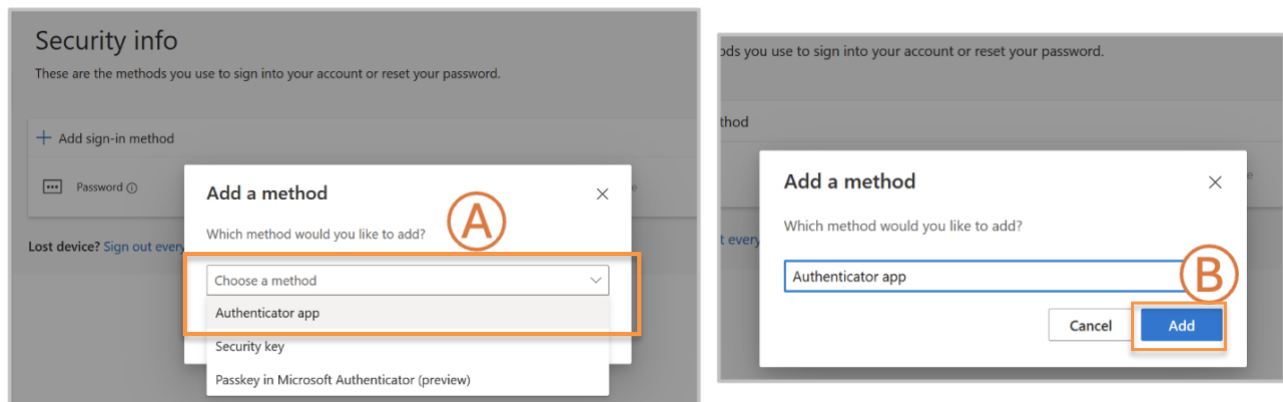 Security info
These are the methods you use to sign into your account or reset your password.
Add sign-in method
Password
Lost device? Sign out every
Add a method
Which method would you like to add?
A
Choose a method
Authenticator app
Security key
Passkey in Microsoft Authenticator (preview)
ods you use to sign into your account or reset your password.
thod
t every
Add a method
Which method would you like to add?
Authenticator app
B
Cancel
Add